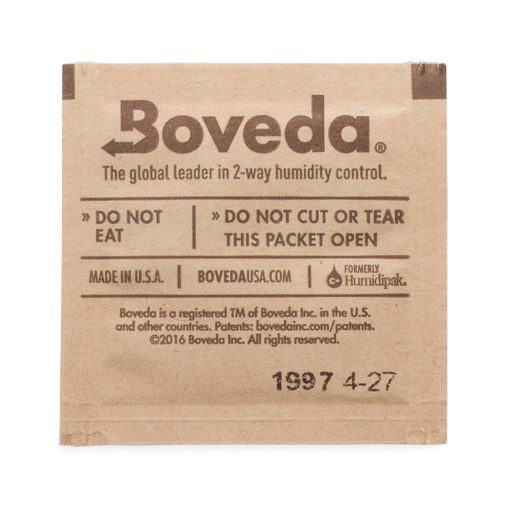 Boveda®
The global leader in 2-way humidity control.
» DO NOT EAT
» DO NOT CUT OR TEAR
THIS PACKET OPEN
MADE IN U.S.A. | BOVEDAUSA.COM | FORMERLY Humidipak.
Boveda is a registered TM of Boveda Inc. in the U.S.
and other countries. Patents: bovedainc.com/patents.
©2016 Boveda Inc. All rights reserved.
1997 4-27